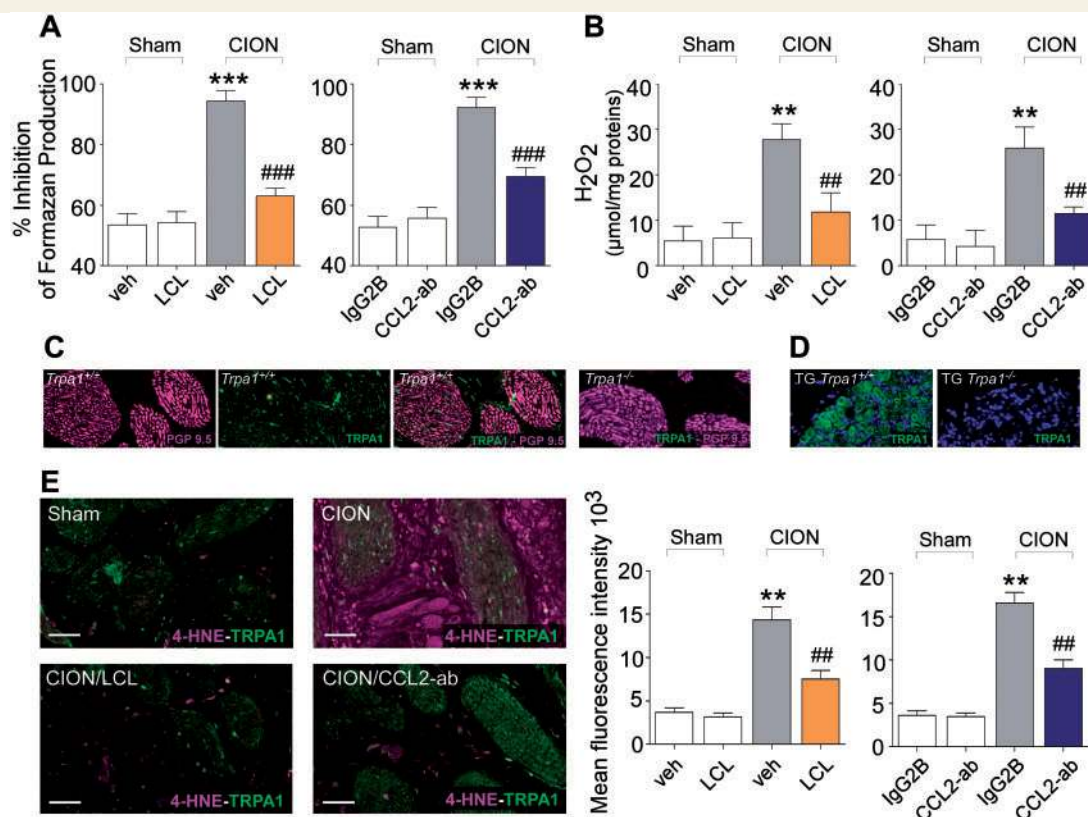 A
Sham
CION
Sham
CION
% Inhibition
of Formazan Production
100
80
60
40
***
###
veh
LCL
veh
LCL
100
80
60
40
***
###
IgG2B
CCL2-ab
IgG2B
CCL2-ab
B
Sham
CION
Sham
CION
H2O2
(µmol/mg proteins)
40
30
20
10
0
**
##
veh
LCL
veh
LCL
40
30
20
10
0
**
##
IgG2B
CCL2-ab
IgG2B
CCL2-ab
C
Trpa1+/+
PGP 9.5
Trpa1+/+
TRPA1
Trpa1+/+
TRPA1 - PGP 9.5
Trpa1-/-
TRPA1 - PGP 9.5
D
TG Trpa1+/+
TRPA1
TG Trpa1-/-
TRPA1
E
Sham
4-HNE-TRPA1
CION
4-HNE-TRPA1
CION/LCL
4-HNE-TRPA1
CION/CCL2-ab
4-HNE-TRPA1
Mean fluorescence intensity 10³
Sham
CION
20
15
10
5
0
**
##
veh
LCL
veh
LCL
Sham
CION
20
15
10
5
0
**
##
IgG2B
CCL2-ab
IgG2B
CCL2-ab